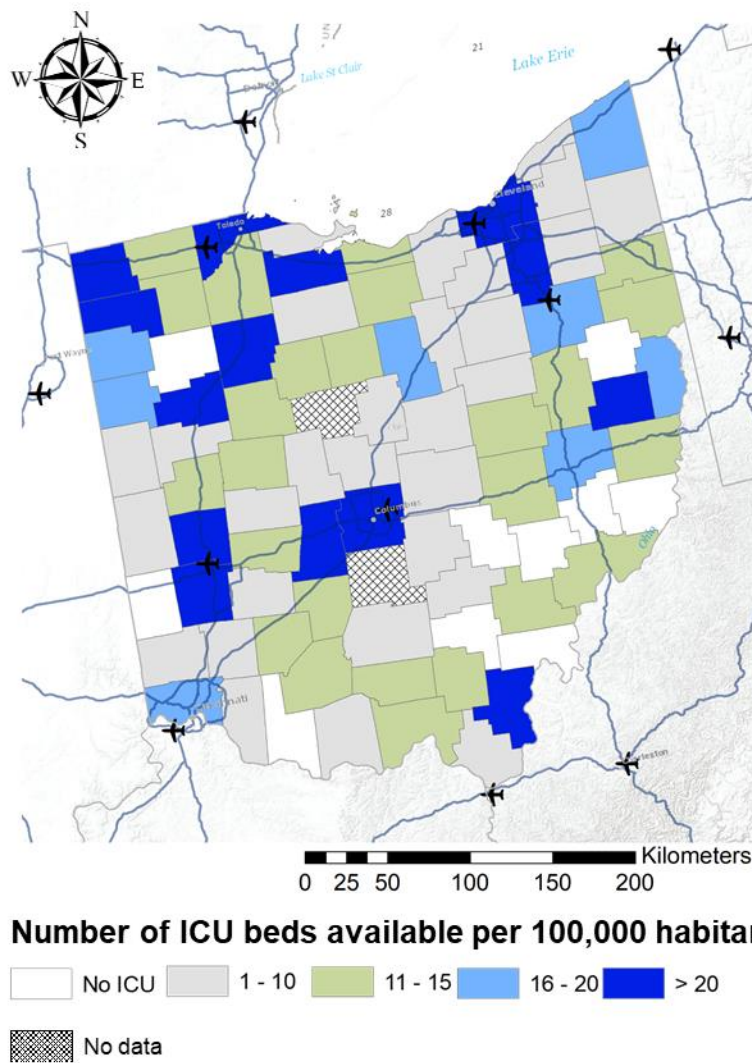 N
W E
S
21
Lake Erie
Lake St Clair
Cleveland
Toledo
28
Wayne
Columbus
Ohio
Kilometers
0 25 50 100 150 200
Number of ICU beds available per 100,000 habitan
No ICU 1 - 10 11 - 15 16 - 20 > 20
No data